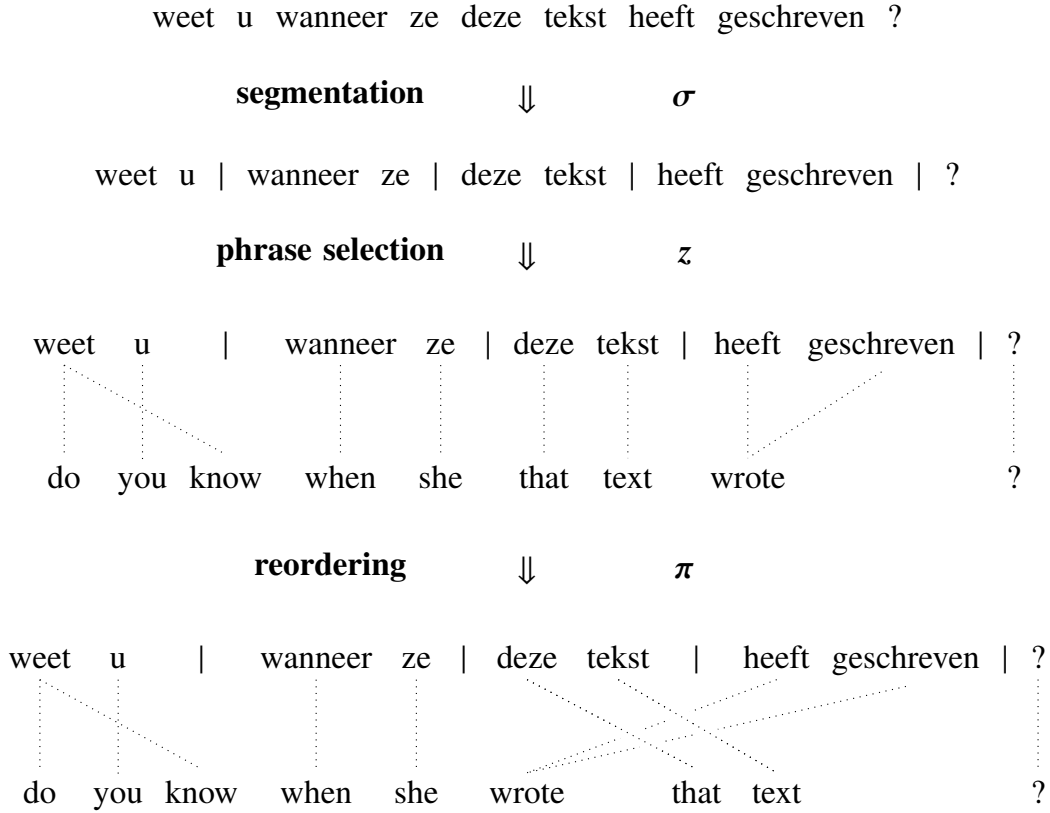 weet u wanneer ze deze tekst heeft geschreven ?
segmentation ⇓ σ
weet u | wanneer ze | deze tekst | heeft geschreven | ?
phrase selection ⇓ z
weet u | wanneer ze | deze tekst | heeft geschreven | ?
do you know when she that text wrote ?
reordering ⇓ π
weet u | wanneer ze | deze tekst | heeft geschreven | ?
do you know when she wrote that text ?